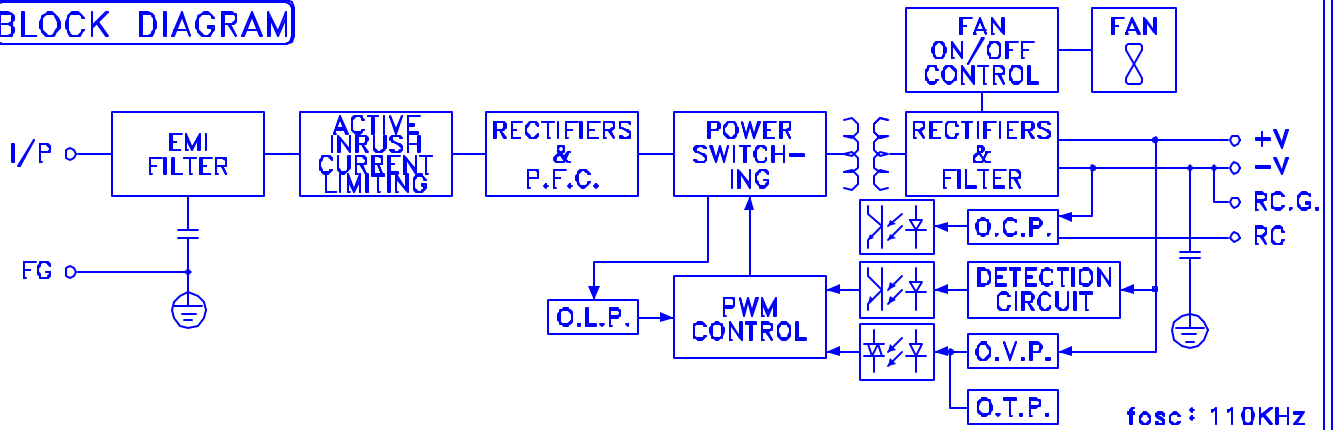 BLOCK DIAGRAM
FAN
ON/OFF
CONTROL
FAN
I/P
EMI
FILTER
ACTIVE
INRUSH
CURRENT
LIMITING
RECTIFIERS
&
P.F.C.
POWER
SWITCH-
ING
RECTIFIERS
&
FILTER
+V
-V
RC.G.
RC
O.C.P.
FG
DETECTION
CIRCUIT
O.L.P.
PWM
CONTROL
O.V.P.
O.T.P.
fosc: 110KHz